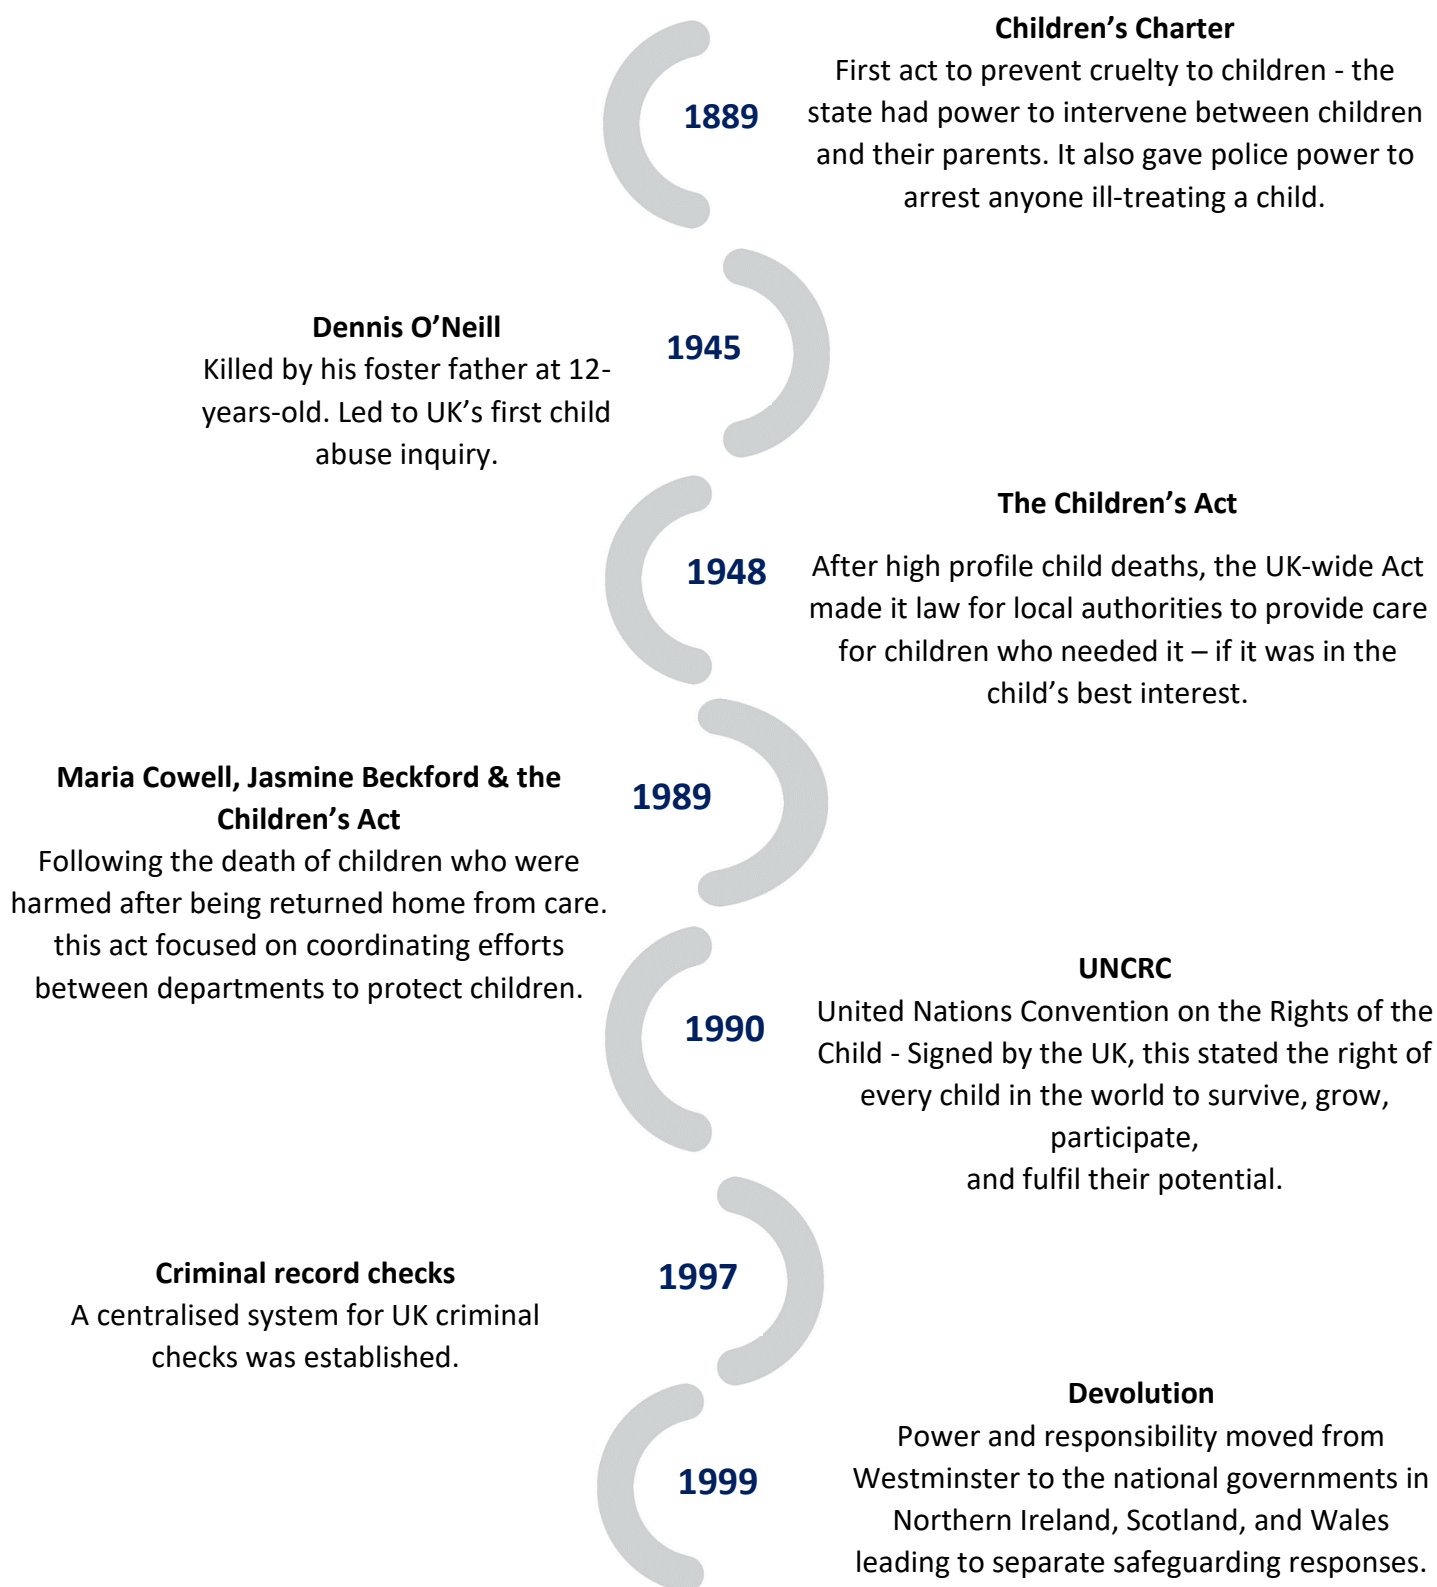 Children’s Charter
First act to prevent cruelty to children - the
state had power to intervene between children
and their parents. It also gave police power to
arrest anyone ill-treating a child.
1889
Dennis O’Neill
Killed by his foster father at 12-
years-old. Led to UK’s first child
abuse inquiry.
1945
The Children’s Act
After high profile child deaths, the UK-wide Act
made it law for local authorities to provide care
for children who needed it – if it was in the
child’s best interest.
1948
Maria Cowell, Jasmine Beckford & the
Children’s Act
Following the death of children who were
harmed after being returned home from care.
this act focused on coordinating efforts
between departments to protect children.
1989
UNCRC
United Nations Convention on the Rights of the
Child - Signed by the UK, this stated the right of
every child in the world to survive, grow,
participate,
and fulfil their potential.
1990
Criminal record checks
A centralised system for UK criminal
checks was established.
1997
Devolution
Power and responsibility moved from
Westminster to the national governments in
Northern Ireland, Scotland, and Wales
leading to separate safeguarding responses.
1999